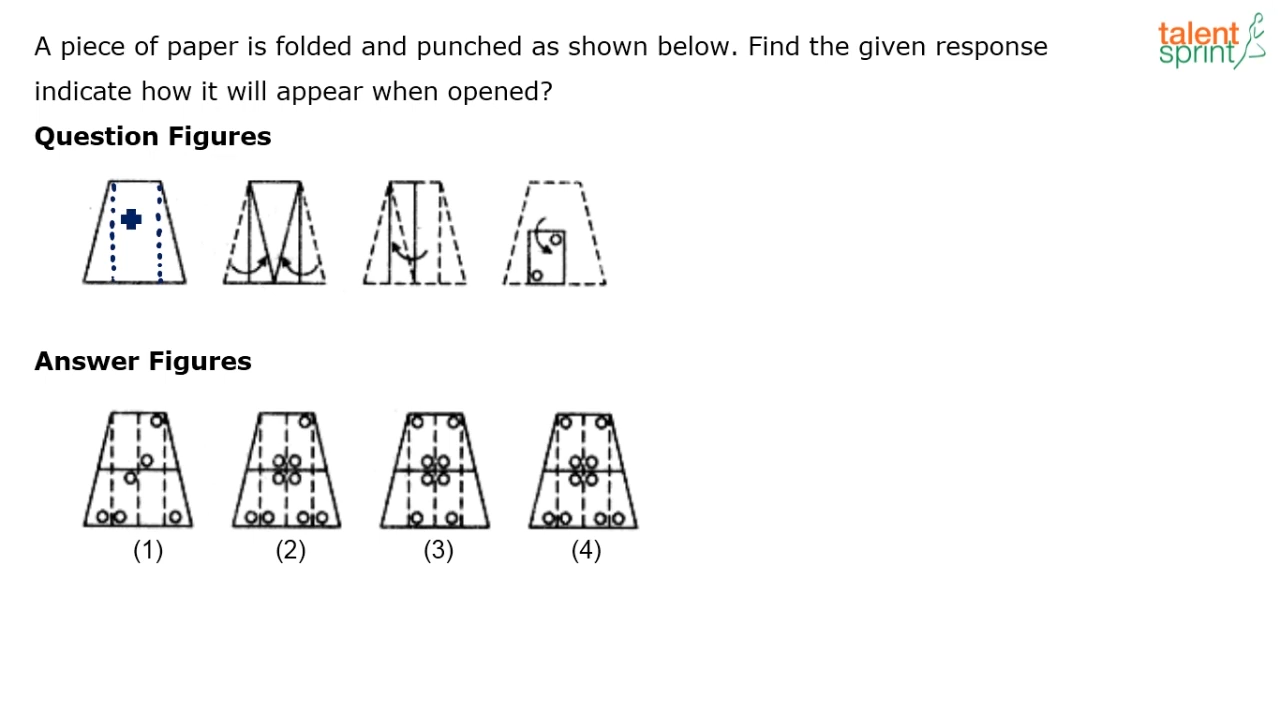 talent
sprint
A piece of paper is folded and punched as shown below. Find the given response
indicate how it will appear when opened?
Question Figures
Answer Figures
(1) (2) (3) (4)